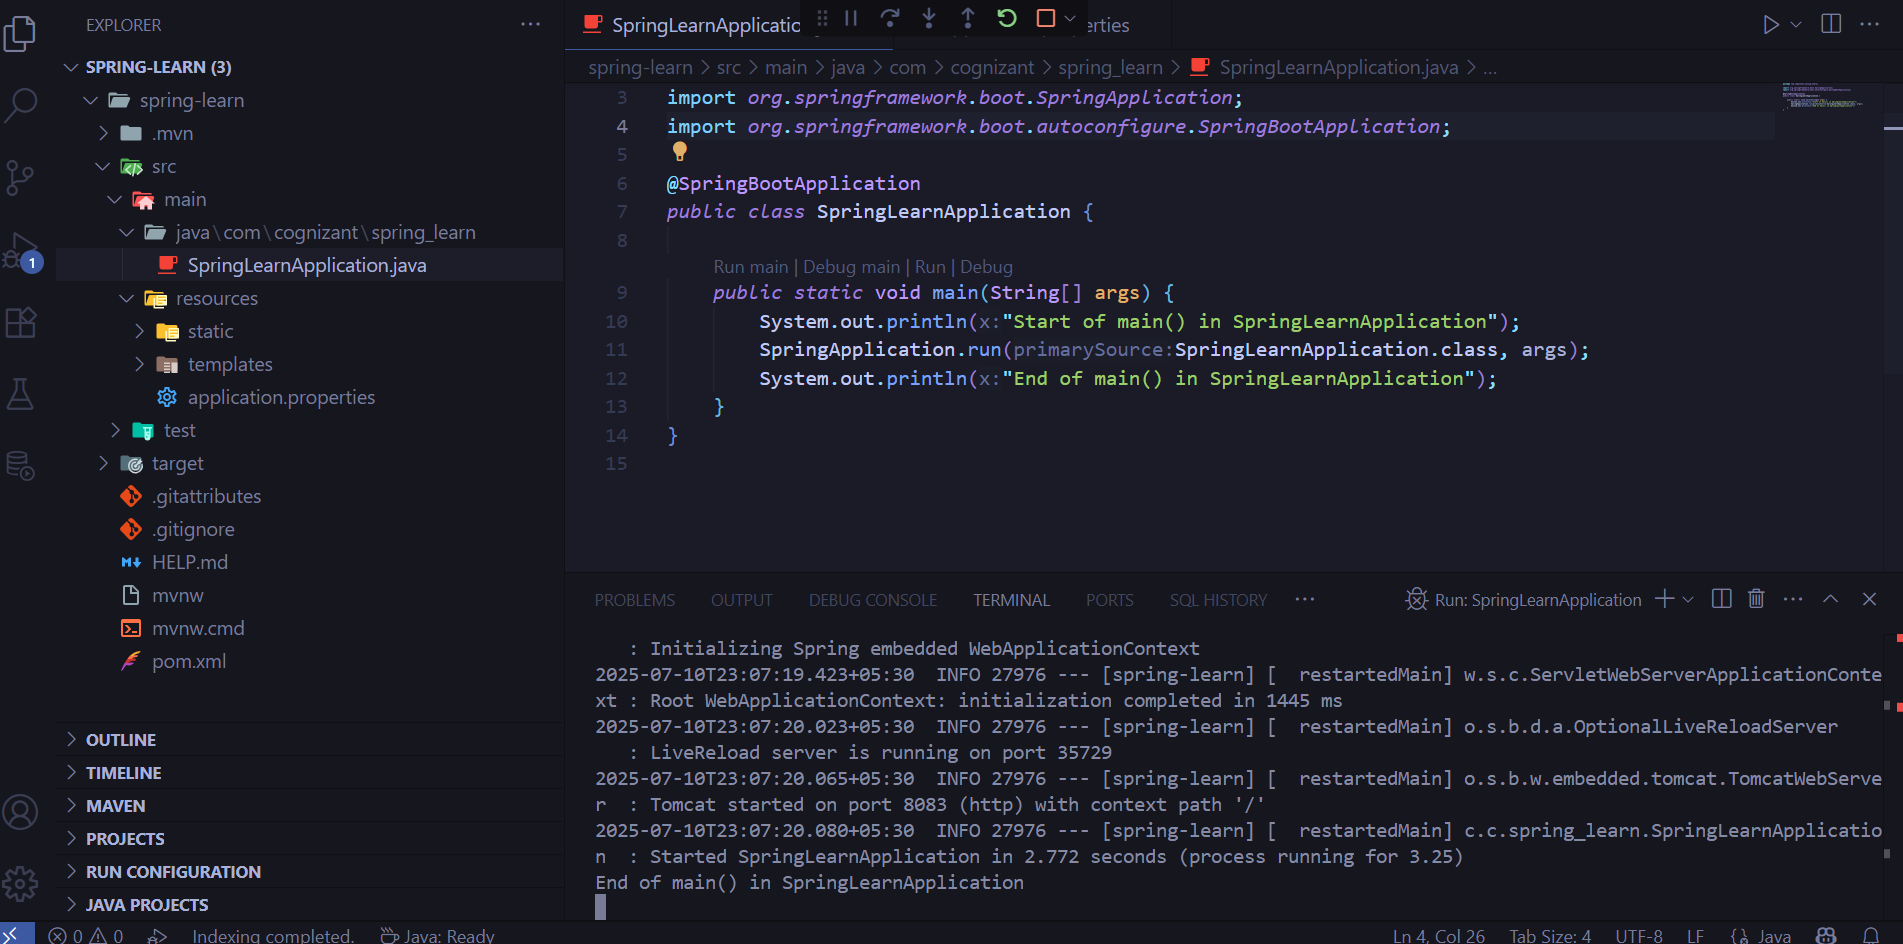 EXPLORER
SPRING-LEARN (3)
spring-learn
.mvn
src
main
java\com\cognizant\spring_learn
SpringLearnApplication.java
resources
static
templates
application.properties
test
target
.gitattributes
.gitignore
HELP.md
mvnw
mvnw.cmd
pom.xml
OUTLINE
TIMELINE
MAVEN
PROJECTS
RUN CONFIGURATION
JAVA PROJECTS
1
SpringLearnApplicatio
erties
spring-learn > src > main > java > com > cognizant > spring_learn > SpringLearnApplication.java > ...
3 import org.springframework.boot.SpringApplication;
4 import org.springframework.boot.autoconfigure.SpringBootApplication;
5
6 @SpringBootApplication
7 public class SpringLearnApplication {
8
Run main | Debug main | Run | Debug
9 public static void main(String[] args) {
10 System.out.println(x:"Start of main() in SpringLearnApplication");
11 SpringApplication.run(primarySource:SpringLearnApplication.class, args);
12 System.out.println(x:"End of main() in SpringLearnApplication");
13 }
14 }
15
PROBLEMS OUTPUT DEBUG CONSOLE TERMINAL PORTS SQL HISTORY ... Run: SpringLearnApplication
: Initializing Spring embedded WebApplicationContext
2025-07-10T23:07:19.423+05:30  INFO 27976 --- [spring-learn] [  restartedMain] w.s.c.ServletWebServerApplicationConte
xt : Root WebApplicationContext: initialization completed in 1445 ms
2025-07-10T23:07:20.023+05:30  INFO 27976 --- [spring-learn] [  restartedMain] o.s.b.d.a.OptionalLiveReloadServer
: LiveReload server is running on port 35729
2025-07-10T23:07:20.065+05:30  INFO 27976 --- [spring-learn] [  restartedMain] o.s.b.w.embedded.tomcat.TomcatWebServe
r  : Tomcat started on port 8083 (http) with context path '/'
2025-07-10T23:07:20.080+05:30  INFO 27976 --- [spring-learn] [  restartedMain] c.c.spring_learn.SpringLearnApplicatio
n  : Started SpringLearnApplication in 2.772 seconds (process running for 3.25)
End of main() in SpringLearnApplication
0 0 Indexing completed. Java: Ready Ln 4, Col 26 Tab Size: 4 UTF-8 LF {} Java